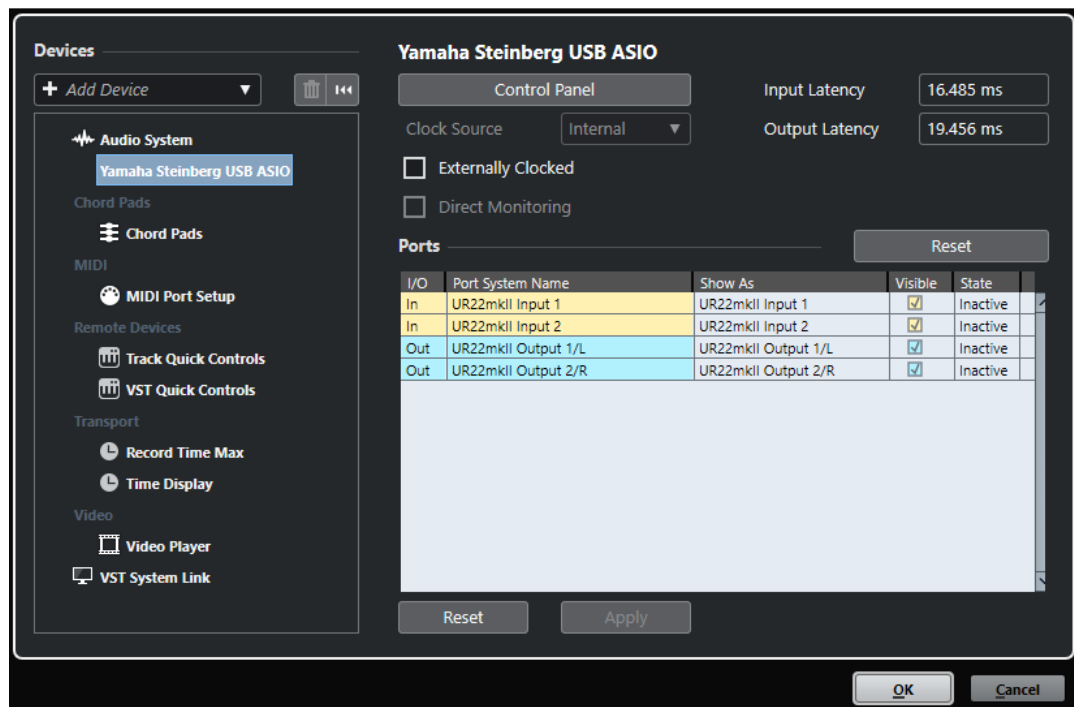 Devices
Add Device
Audio System
Yamaha Steinberg USB ASIO
Chord Pads
Chord Pads
MIDI
MIDI Port Setup
Remote Devices
Track Quick Controls
VST Quick Controls
Transport
Record Time Max
Time Display
Video
Video Player
VST System Link
Yamaha Steinberg USB ASIO
Control Panel
Input Latency 16.485 ms
Clock Source Internal
Output Latency 19.456 ms
Externally Clocked
Direct Monitoring
Ports
Reset
I/O Port System Name Show As Visible State
In UR22mkII Input 1 UR22mkII Input 1 Inactive
In UR22mkII Input 2 UR22mkII Input 2 Inactive
Out UR22mkII Output 1/L UR22mkII Output 1/L Inactive
Out UR22mkII Output 2/R UR22mkII Output 2/R Inactive
Reset Apply
OK Cancel